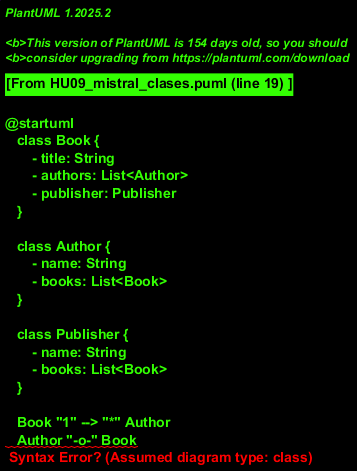 PlantUML 1.2025.2
<b>This version of PlantUML is 154 days old, so you should
<b>consider upgrading from https://plantuml.com/download
[From HU09_mistral_clases.puml (line 19) ]
@startuml
class Book {
- title: String
- authors: List<Author>
- publisher: Publisher
}
class Author {
- name: String
- books: List<Book>
}
class Publisher {
- name: String
- books: List<Book>
}
Book "1" --> "*" Author
Author "-o-" Book
Syntax Error? (Assumed diagram type: class)